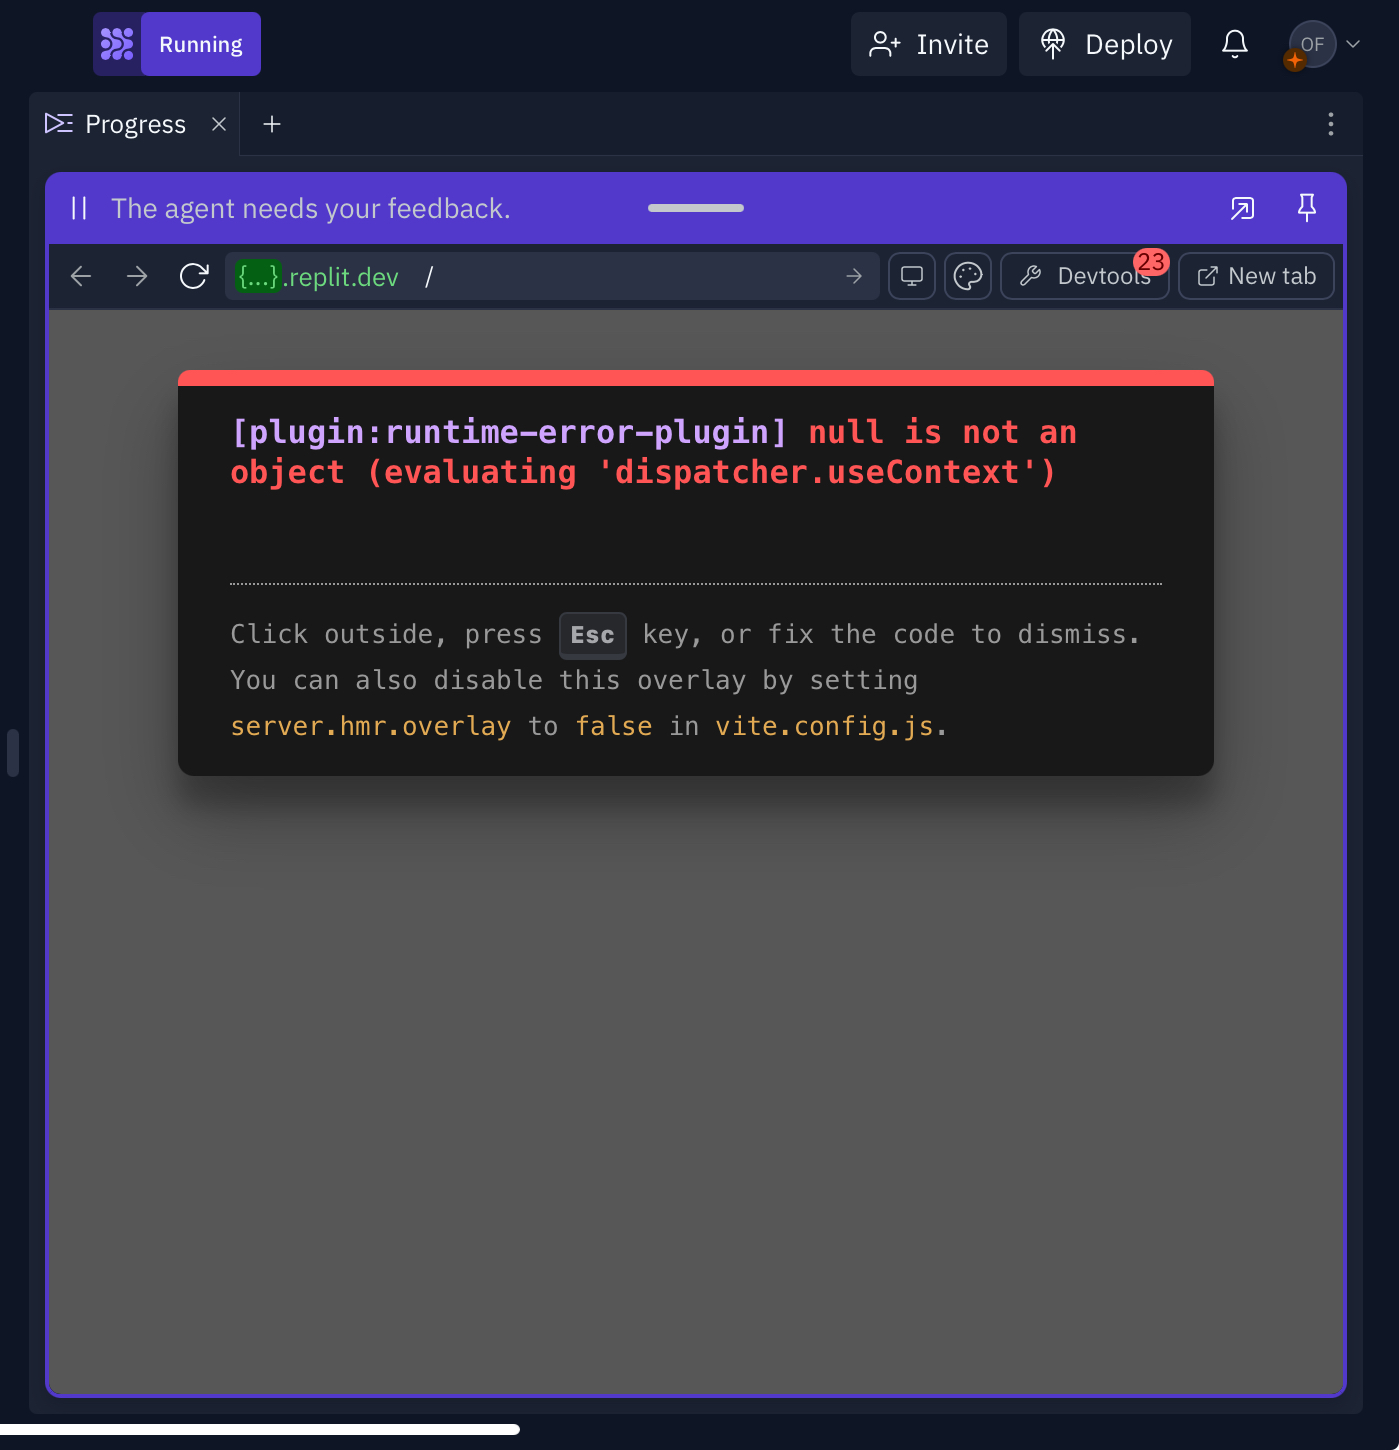 Running
Invite
Deploy
OF
Progress
The agent needs your feedback.
{...}.replit.dev /
Devtools
23
New tab
[plugin:runtime-error-plugin] null is not an
object (evaluating 'dispatcher.useContext')
Click outside, press Esc key, or fix the code to dismiss.
You can also disable this overlay by setting
server.hmr.overlay to false in vite.config.js.